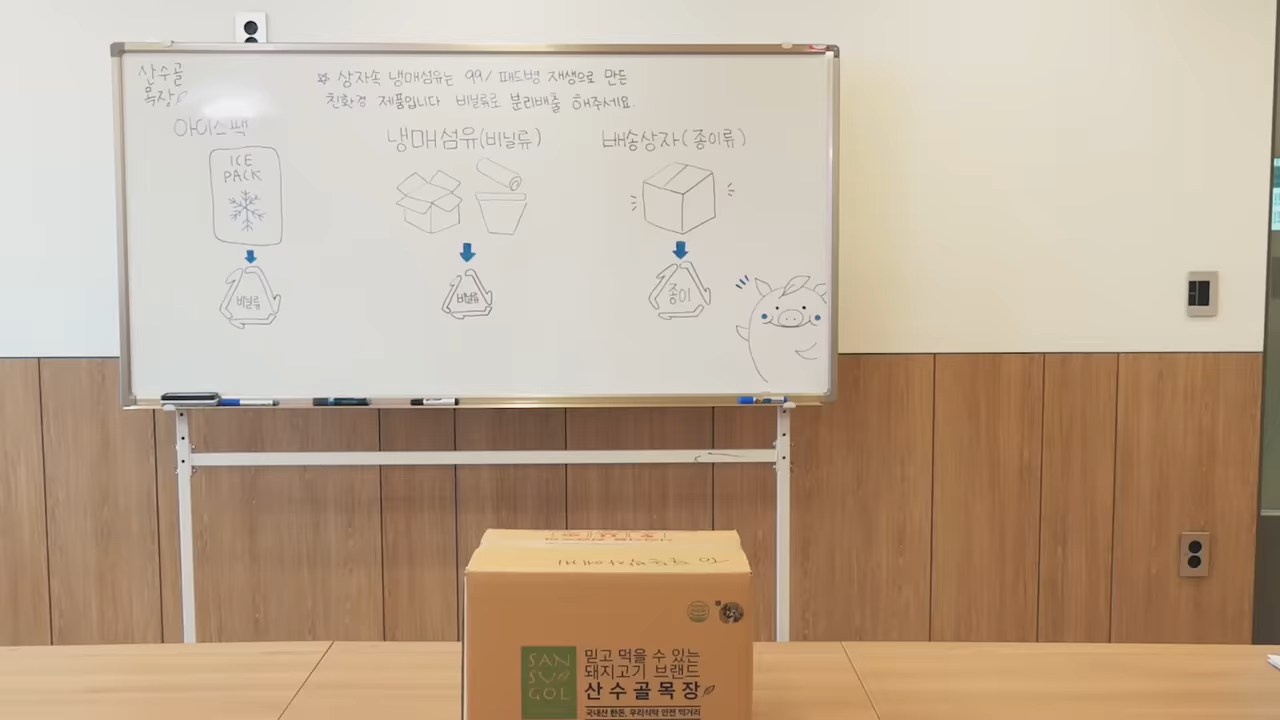 산수골
목장
※ 상자속 냉매섬유는 99% 패트병 재생으로 만든
친환경 제품입니다 비닐류로 분리배출 해주세요.
아이스팩
냉매섬유(비닐류)
배송상자(종이류)
ICE
PACK
비닐류
비닐류
종이
SAN
SU
GOL
믿고 먹을 수 있는
돼지고기 브랜드
산수골목장
국내산 한돈, 우리식탁 안전 먹거리